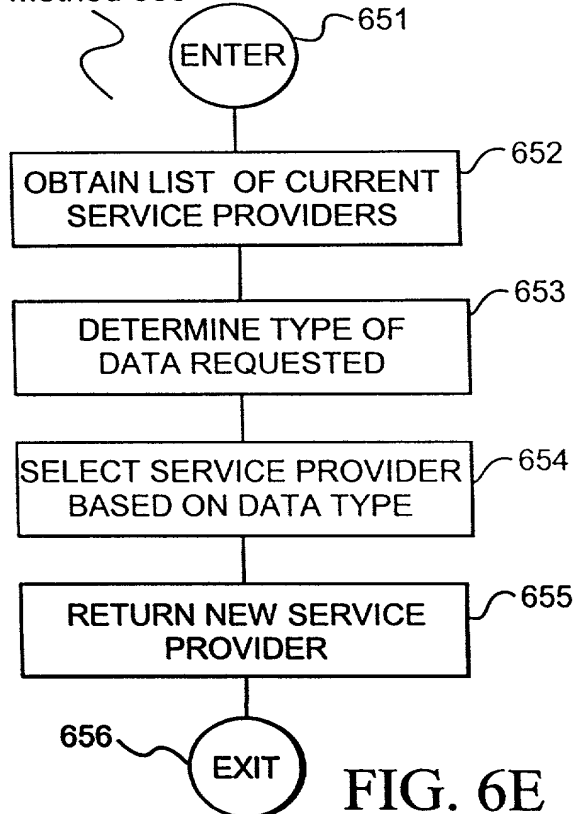 651
ENTER
652
OBTAIN LIST OF CURRENT
SERVICE PROVIDERS
653
DETERMINE TYPE OF
DATA REQUESTED
654
SELECT SERVICE PROVIDER
BASED ON DATA TYPE
655
RETURN NEW SERVICE
PROVIDER
656
EXIT
FIG. 6E